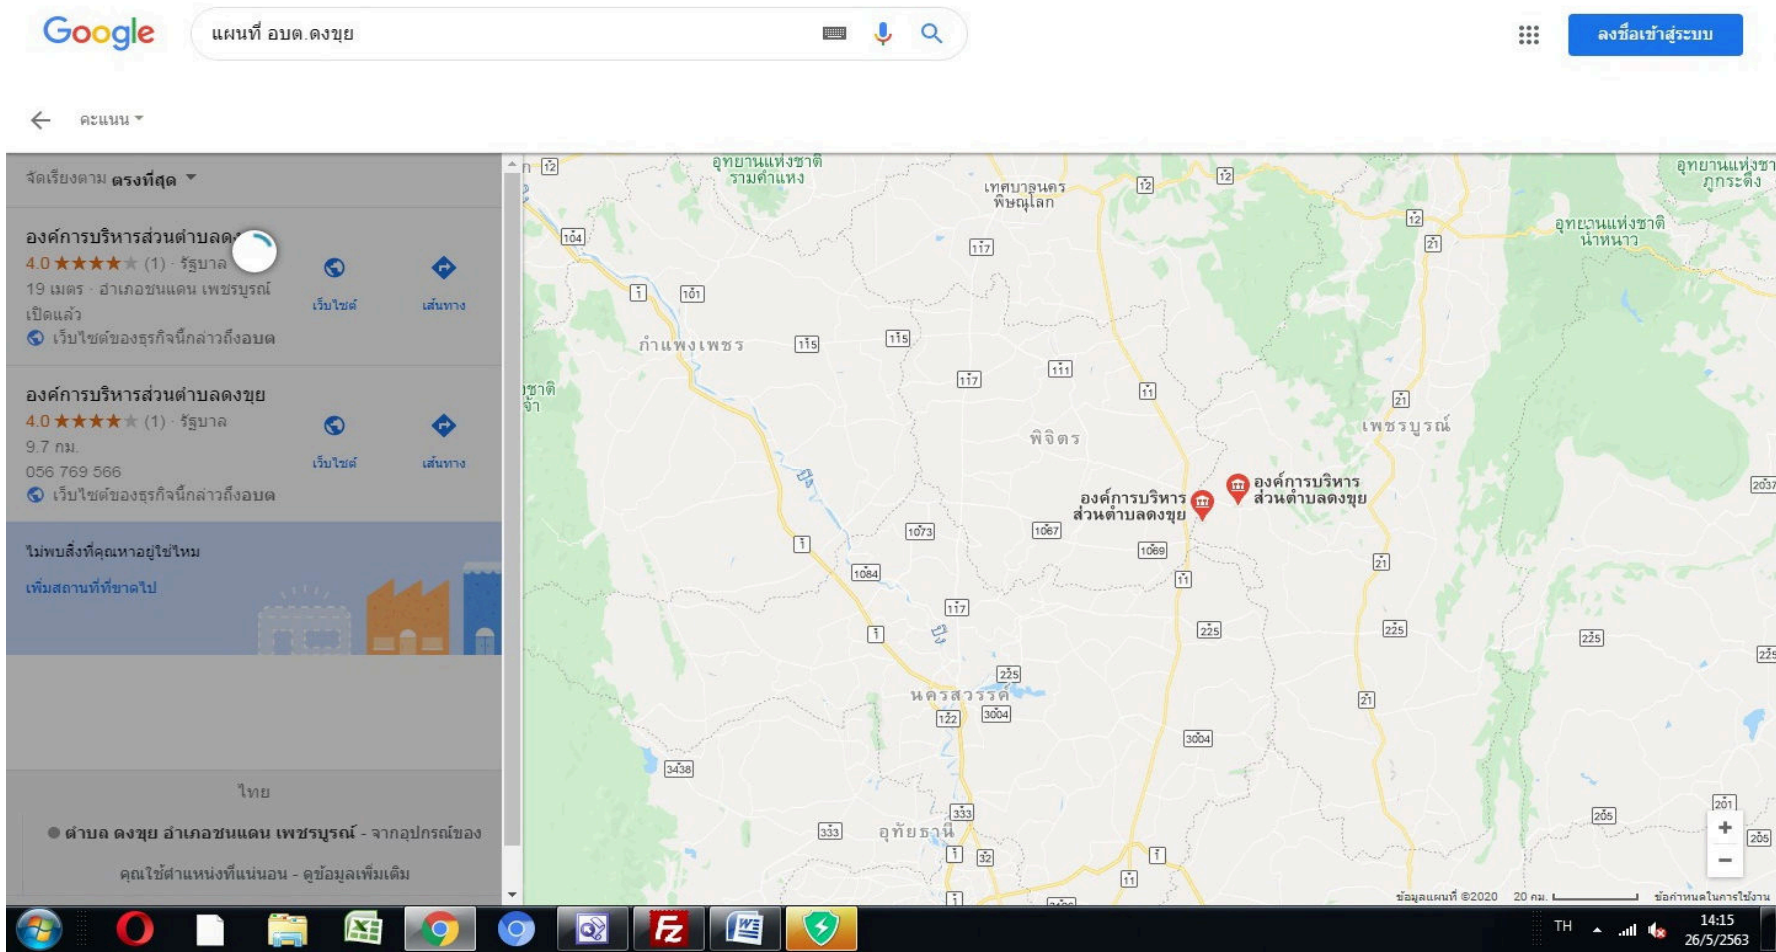 Google
แผนที่ อบต.ดงขุย
ลงชื่อเข้าสู่ระบบ
คะแนน
จัดเรียงตาม ตรงที่สุด
องค์การบริหารส่วนตำบลดง
4.0 (1) · รัฐบาล
19 เมตร · อำเภอชนแดน เพชรบูรณ์
เปิดแล้ว
เว็บไซต์ของธุรกิจนี้กล่าวถึงอบต
เว็บไซต์
เส้นทาง
องค์การบริหารส่วนตำบลดงขุย
4.0 (1) · รัฐบาล
9.7 กม.
056 769 566
เว็บไซต์ของธุรกิจนี้กล่าวถึงอบต
เว็บไซต์
เส้นทาง
ไม่พบสิ่งที่คุณหาอยู่ใช่ไหม
เพิ่มสถานที่ที่ขาดไป
ไทย
ตำบล ดงขุย อำเภอชนแดน เพชรบูรณ์ - จากอุปกรณ์ของ
คุณใช้ตำแหน่งที่แน่นอน - ดูข้อมูลเพิ่มเติม
12
อุทยานแห่งชาติ
รามคำแหง
เทศบาลนคร
พิษณุโลก
12
12
อุทยานแห่งชา
ภูกระดึง
104
117
12
21
อุทยานแห่งชาติ
น้ำหนาว
1
101
กำแพงเพชร
115
115
117
111
11
21
เพชรบูรณ์
พิจิตร
องค์การบริหาร
ส่วนตำบลดงขุย
องค์การบริหาร
ส่วนตำบลดงขุย
2037
1
1073
1067
1069
21
1084
11
117
1
ปิง
225
225
225
225
225
นครสวรรค์
122
3004
21
3004
3438
333
333
อุทัยธานี
1
32
1
11
1
201
205
205
+
−
ข้อมูลแผนที่ ©2020
20 กม.
ข้อกำหนดในการใช้งาน
TH
14:15
26/5/2563